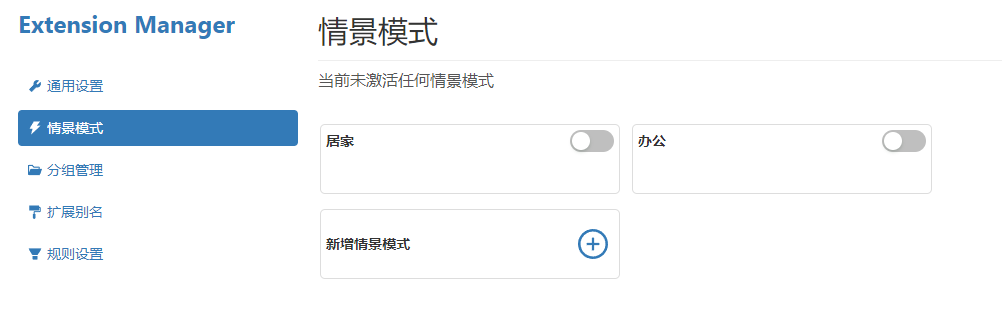 Extension Manager
通用设置
情景模式
分组管理
扩展别名
规则设置
情景模式
当前未激活任何情景模式
居家
办公
新增情景模式